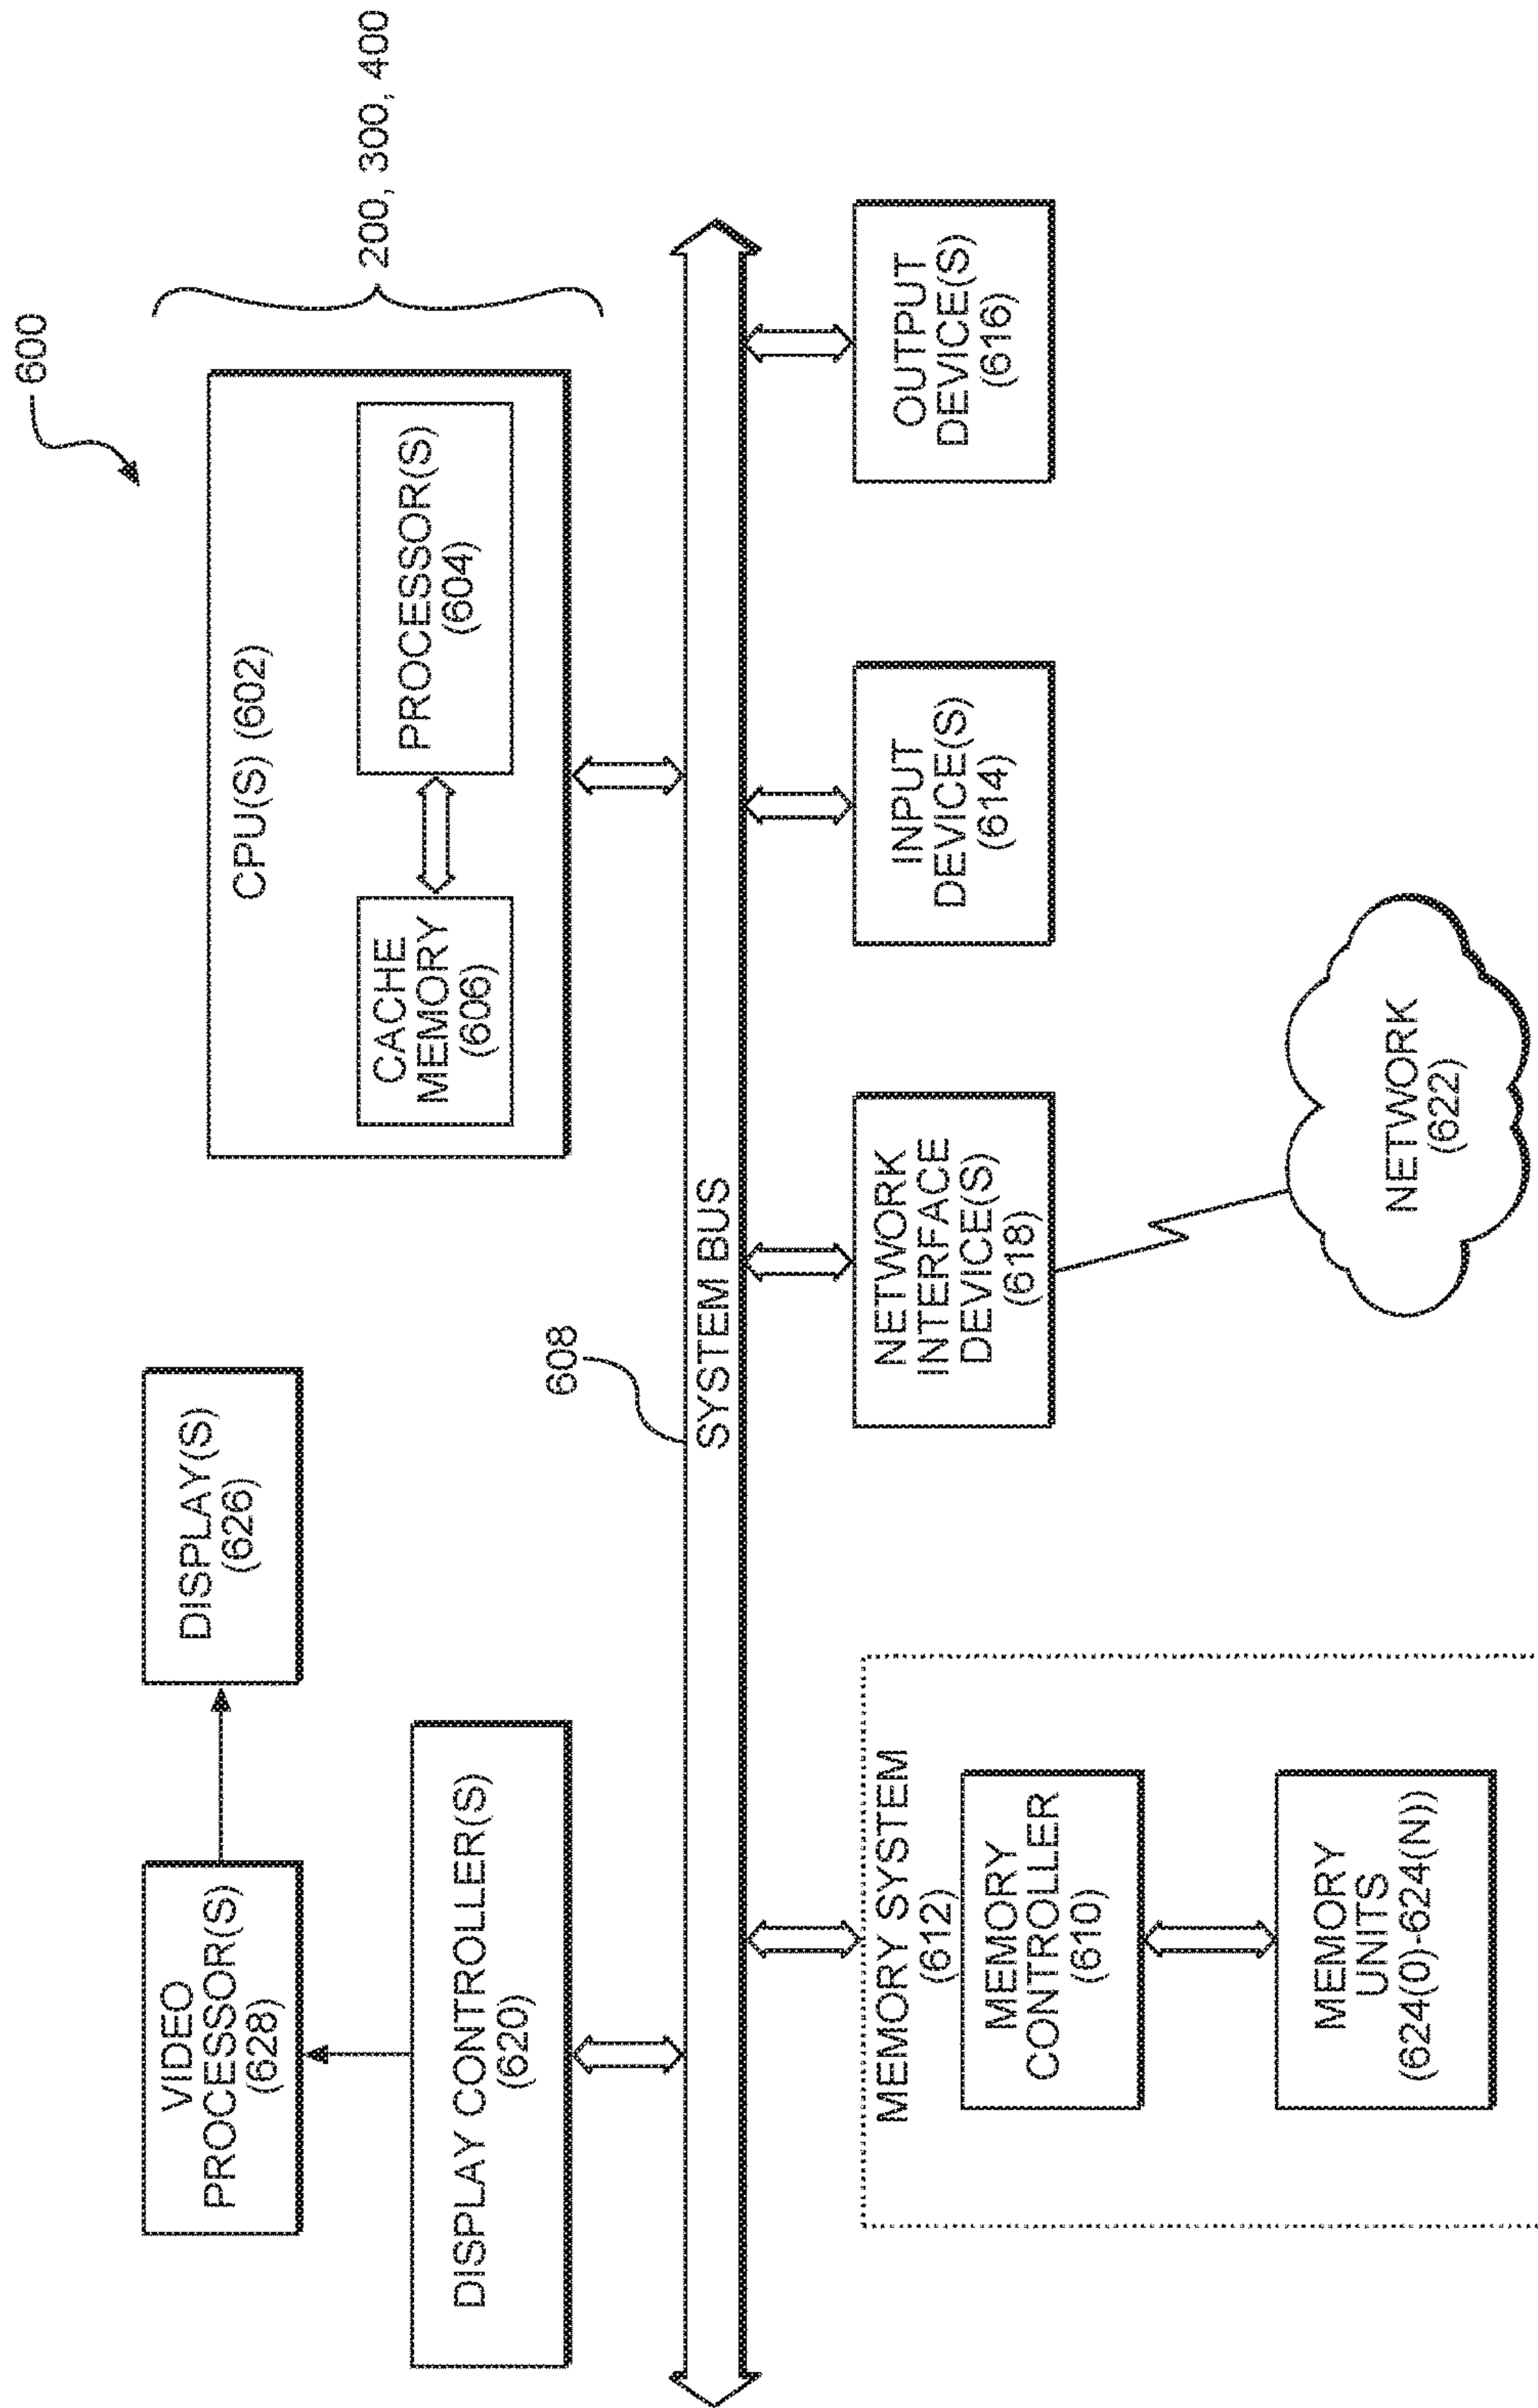 600
200, 300, 400
CPU(S) (602)
CACHE
MEMORY
(606)
PROCESSOR(S)
(604)
VIDEO
PROCESSOR(S)
(628)
DISPLAY(S)
(626)
DISPLAY CONTROLLER(S)
(620)
608
SYSTEM BUS
MEMORY SYSTEM
(612)
MEMORY
CONTROLLER
(610)
MEMORY
UNITS
(624(0)-624(N))
NETWORK
INTERFACE
DEVICE(S)
(618)
INPUT
DEVICE(S)
(614)
OUTPUT
DEVICE(S)
(616)
NETWORK
(622)